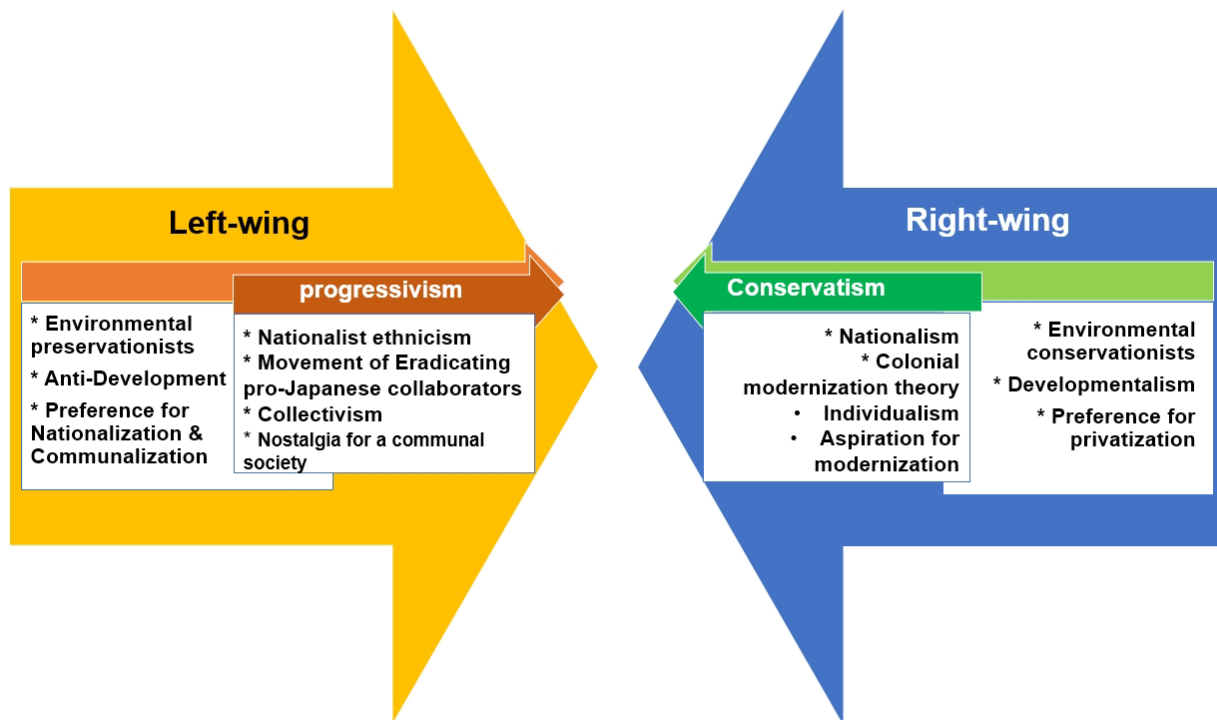 Left-wing
progressivism
* Environmental
preservationists
* Anti-Development
* Preference for
Nationalization &
Communalization
* Nationalist ethnicism
* Movement of Eradicating
pro-Japanese collaborators
* Collectivism
* Nostalgia for a communal
society
Right-wing
Conservatism
* Nationalism
* Colonial
modernization theory
• Individualism
• Aspiration for
modernization
* Environmental
conservationists
* Developmentalism
* Preference for
privatization